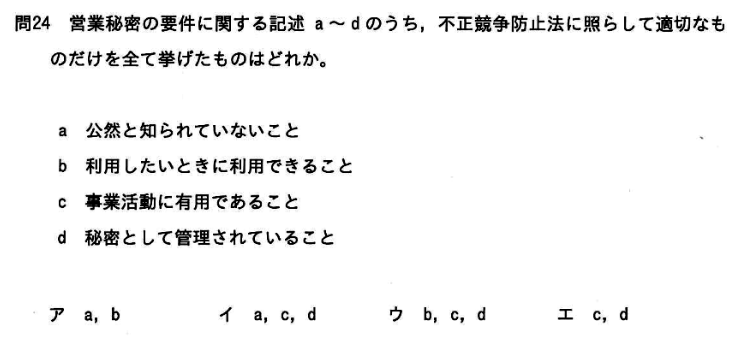 問24 営業秘密の要件に関する記述 a～d のうち，不正競争防止法に照らして適切なも
のだけを全て挙げたものはどれか。
a 公然と知られていないこと
b 利用したいときに利用できること
c 事業活動に有用であること
d 秘密として管理されていること
ア a, b イ a, c, d ウ b, c, d エ c, d